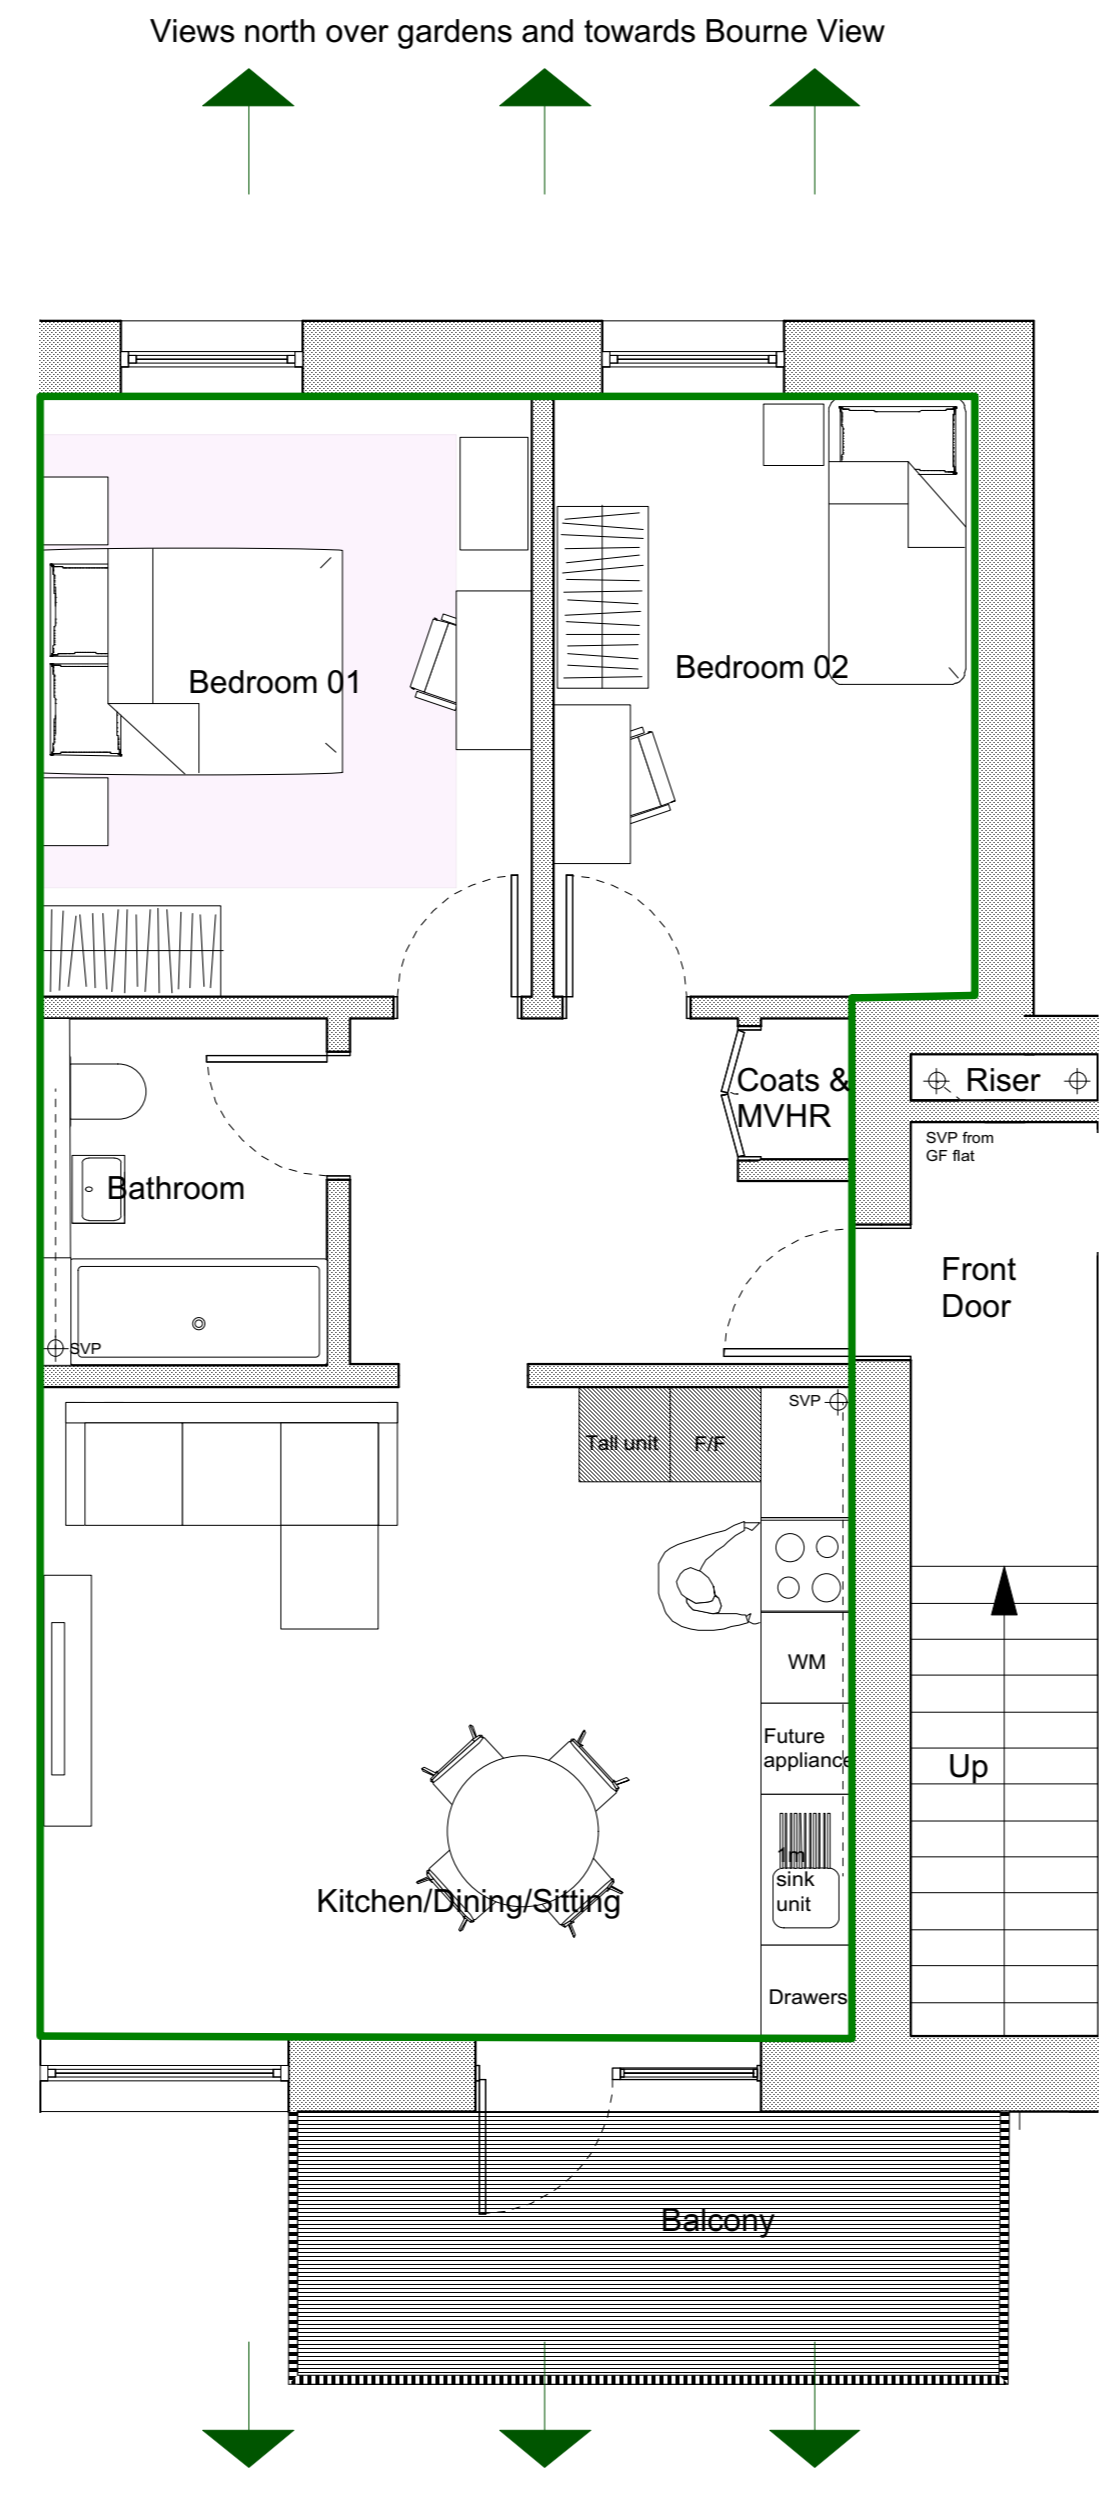 Views north over gardens and towards Bourne View
Bedroom 01
Bedroom 02
Coats &
MVHR
Riser
SVP from
GF flat
Bathroom
Front
Door
SVP
SVP
Tall unit
F/F
WM
Future
appliance
Up
1m
sink
unit
Kitchen/Dining/Sitting
Drawers
Balcony